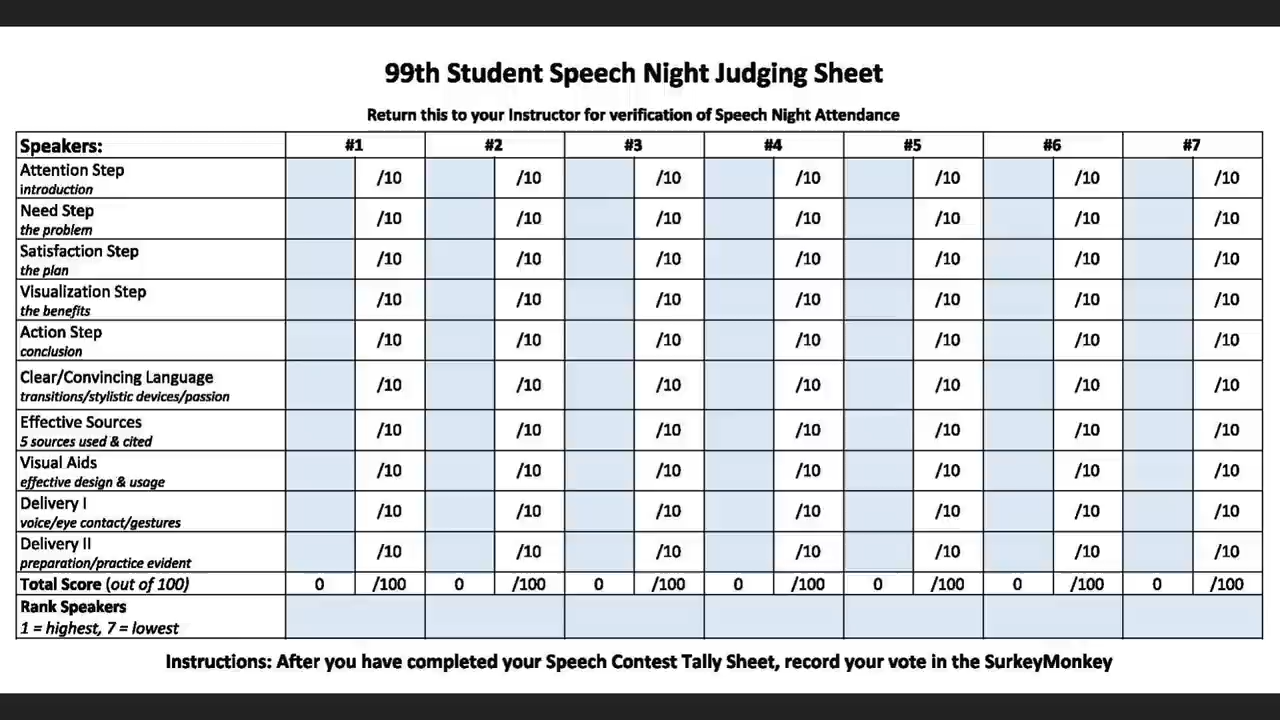 99th Student Speech Night Judging Sheet
Return this to your Instructor for verification of Speech Night Attendance
Speakers: #1 #2 #3 #4 #5 #6 #7
Attention Step /10 /10 /10 /10 /10 /10 /10
introduction
Need Step /10 /10 /10 /10 /10 /10 /10
the problem
Satisfaction Step /10 /10 /10 /10 /10 /10 /10
the plan
Visualization Step /10 /10 /10 /10 /10 /10 /10
the benefits
Action Step /10 /10 /10 /10 /10 /10 /10
conclusion
Clear/Convincing Language /10 /10 /10 /10 /10 /10 /10
transitions/stylistic devices/passion
Effective Sources /10 /10 /10 /10 /10 /10 /10
5 sources used & cited
Visual Aids /10 /10 /10 /10 /10 /10 /10
effective design & usage
Delivery I /10 /10 /10 /10 /10 /10 /10
voice/eye contact/gestures
Delivery II /10 /10 /10 /10 /10 /10 /10
preparation/practice evident
Total Score (out of 100) 0 /100 0 /100 0 /100 0 /100 0 /100 0 /100 0 /100
Rank Speakers
1 = highest, 7 = lowest
Instructions: After you have completed your Speech Contest Tally Sheet, record your vote in the SurkeyMonkey